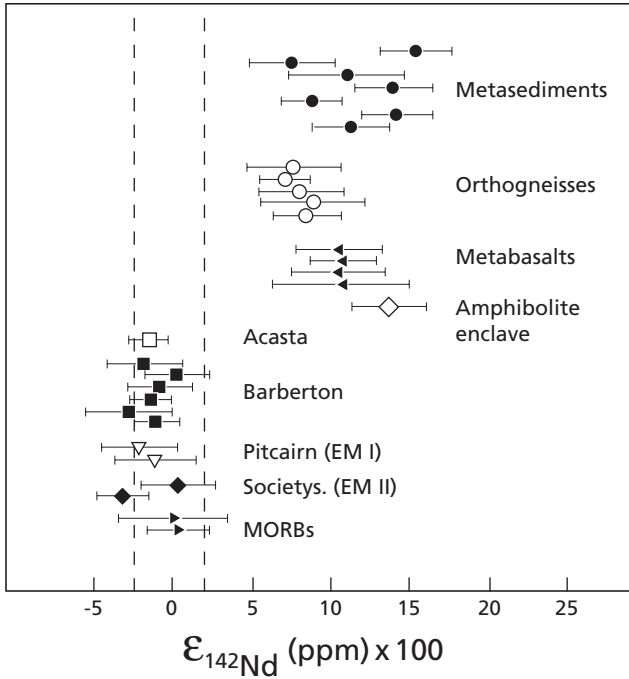 Metasediments
Orthogneisses
Metabasalts
Amphibolite
enclave
Acasta
Barberton
Pitcairn (EM I)
Societys. (EM II)
MORBs
-5 0 5 10 15 20 25
ε142Nd (ppm) x 100